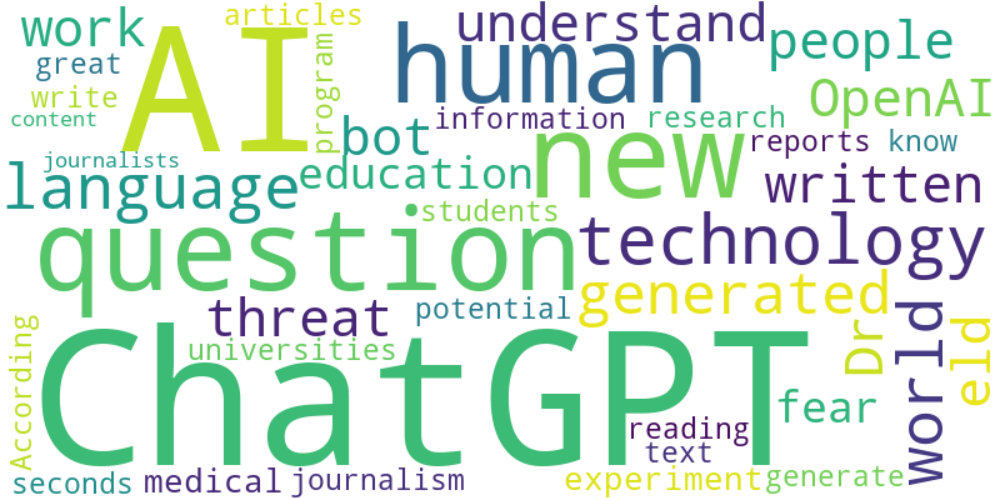 work
articles
AI
human
understand
people
great
program
OpenAI
write
content
bot
information
research
new
reports
know
journalists
language
education
written
students
question
technology
generated
threat
potential
universities
ChatGPT
According
Dr
world
eld
fear
reading
text
seconds
medical
journalism
experiment
generate